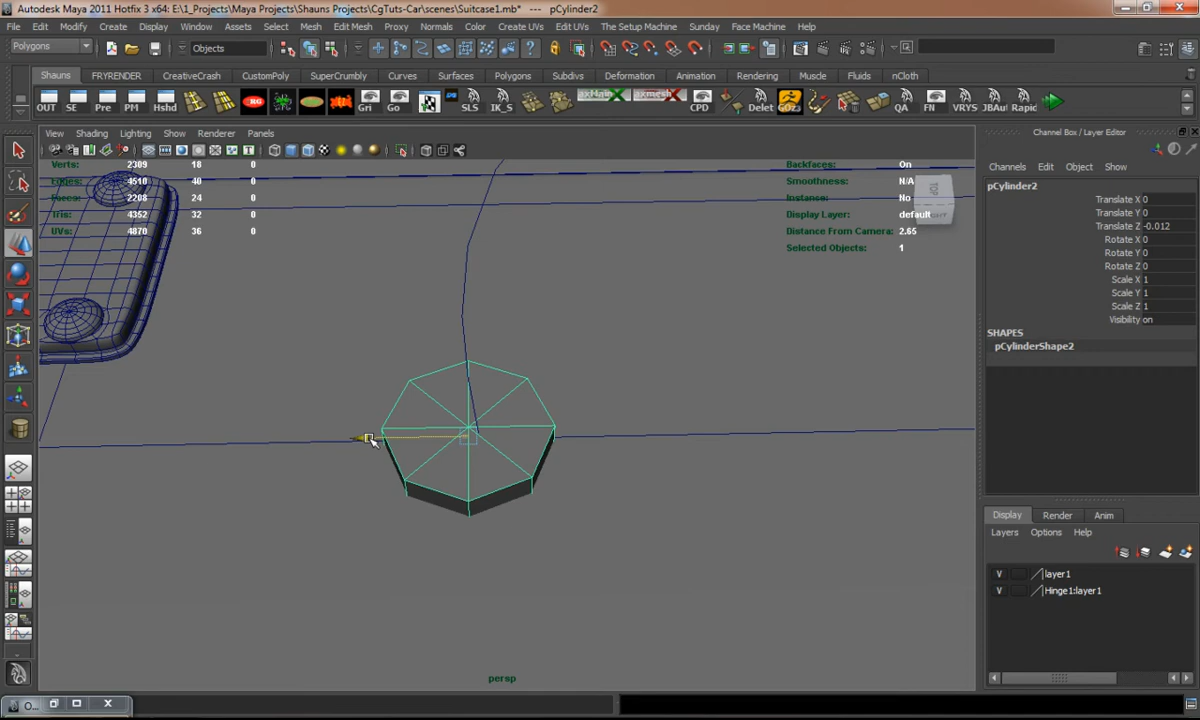 Autodesk Maya 2011 Hotfix 3 x64: E:\1_Projects\Maya Projects\Shauns Projects\CgTuts-Car\scenes\Suitcase1.mb* --- pCylinder2
File Edit Modify Create Display Window Assets Select Mesh Edit Mesh Proxy Normals Color Create UVs Edit UVs The Setup Machine Sunday Face Machine Help
Polygons Objects
Shauns FRYRENDER CreativeCrash CustomPoly SuperCrumbly Curves Surfaces Polygons Subdivs Deformation Animation Rendering Muscle Fluids nCloth
OUT SE Pre PM Hshd Gri Go SLS IK_S CPD Delet GOZ3 QA FN VRYS JBAut Rapic
View Shading Lighting Show Renderer Panels
Channel Box / Layer Editor
Channels Edit Object Show
Verts: 2309 18 0
Edges: 4510 40 0
Faces: 2208 24 0
Tris: 4352 32 0
UVs: 4870 36 0
Backfaces: On
Smoothness: N/A
Instance: No
Display Layer: default
Distance From Camera: 2.65
Selected Objects: 1
TOP
pCylinder2
Translate X 0
Translate Y 0
Translate Z -0.012
Rotate X 0
Rotate Y 0
Rotate Z 0
Scale X 1
Scale Y 1
Scale Z 1
Visibility on
SHAPES
pCylinderShape2
Display Render Anim
Layers Options Help
V layer1
V Hinge1:layer1
persp
O...